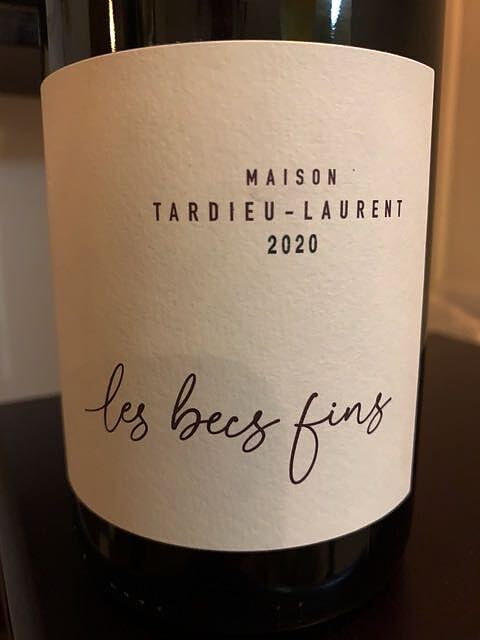 MAISON
TARDIEU-LAURENT
2020
les becs fins